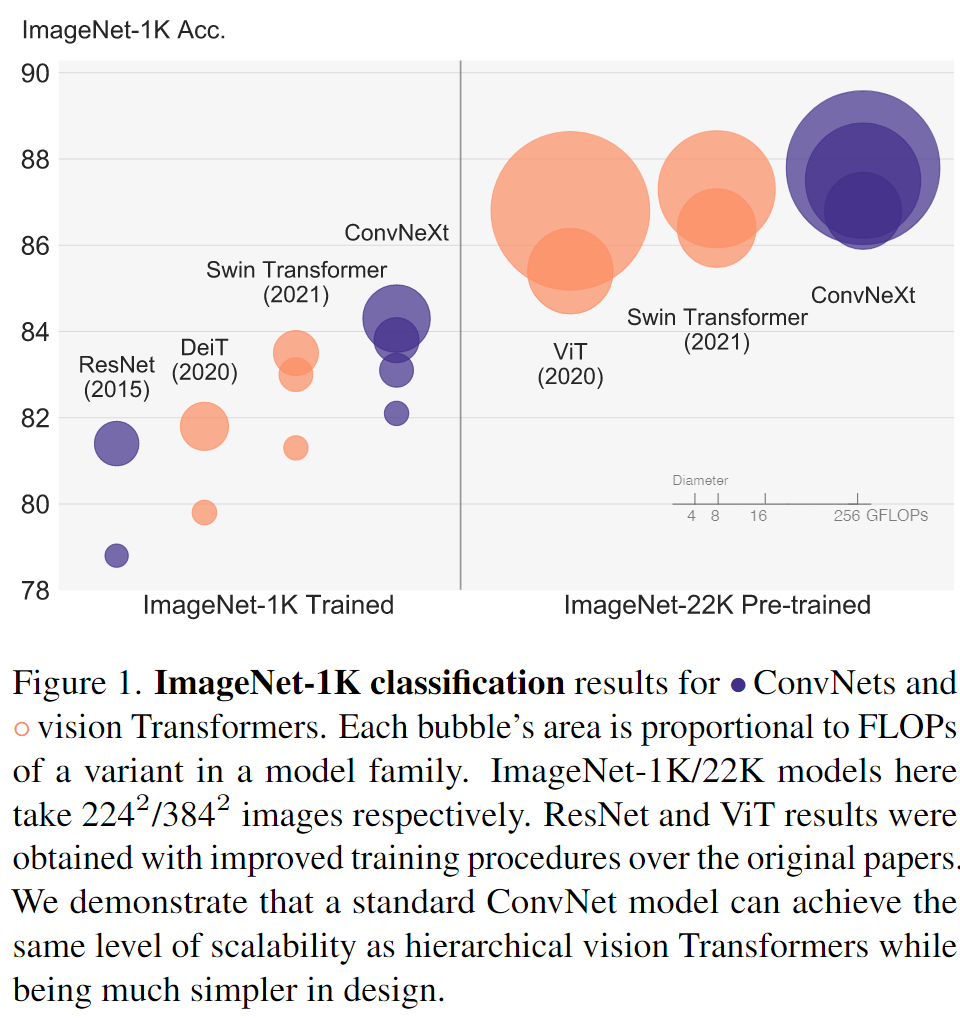 ImageNet-1K Acc.
90
88
86
84
82
80
78
ConvNeXt
Swin Transformer
(2021)
DeiT
(2020)
ResNet
(2015)
ConvNeXt
Swin Transformer
(2021)
ViT
(2020)
Diameter
4 8 16 256 GFLOPs
ImageNet-1K Trained
ImageNet-22K Pre-trained
Figure 1. ImageNet-1K classification results for ● ConvNets and
○ vision Transformers. Each bubble’s area is proportional to FLOPs
of a variant in a model family. ImageNet-1K/22K models here
take 224²/384² images respectively. ResNet and ViT results were
obtained with improved training procedures over the original papers.
We demonstrate that a standard ConvNet model can achieve the
same level of scalability as hierarchical vision Transformers while
being much simpler in design.